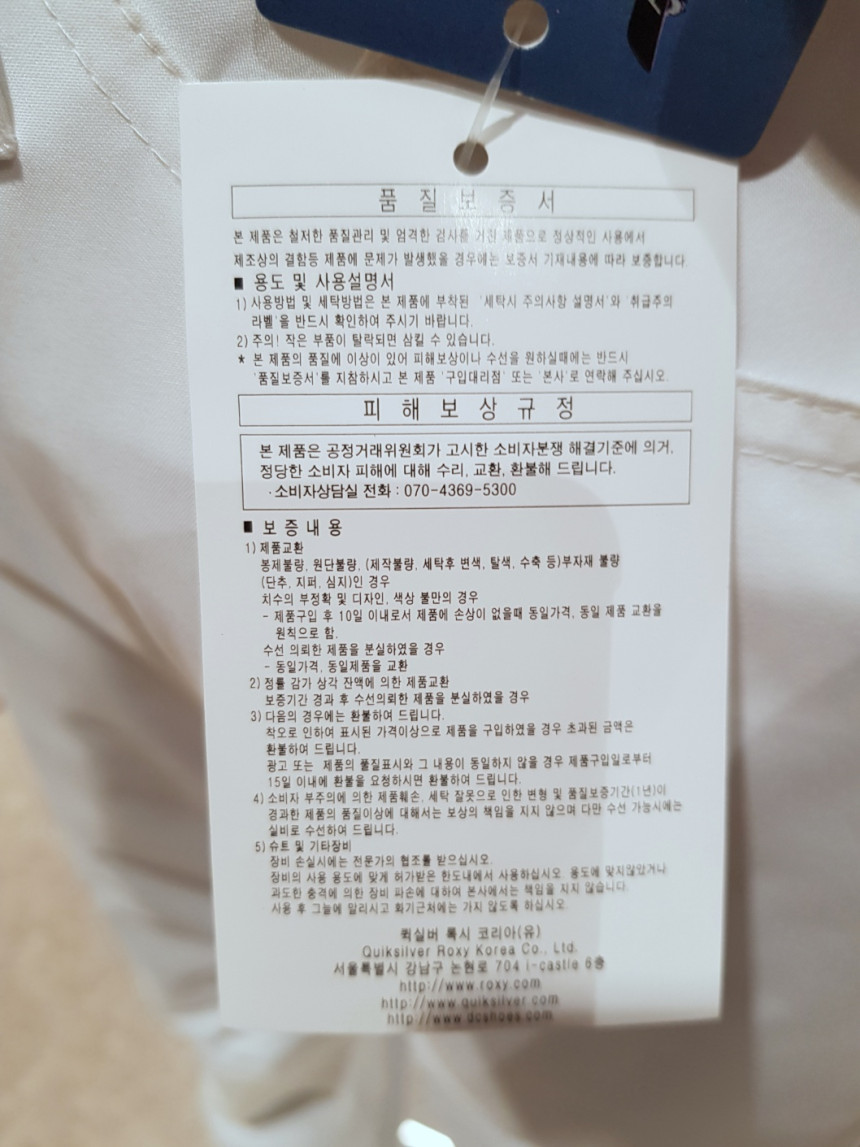 품 질 보 증 서
본 제품은 철저한 품질관리 및 엄격한 검사를 거친 제품으로 정상적인 사용에서
제조상의 결함등 제품에 문제가 발생했을 경우에는 보증서 기재내용에 따라 보증합니다.
■ 용도 및 사용설명서
1) 사용방법 및 세탁방법은 본 제품에 부착된 '세탁시 주의사항 설명서'와 '취급주의
라벨'을 반드시 확인하여 주시기 바랍니다.
2) 주의! 작은 부품이 탈락되면 삼킬 수 있습니다.
* 본 제품의 품질에 이상이 있어 피해보상이나 수선을 원하실때에는 반드시
'품질보증서'를 지참하시고 본 제품 '구입대리점' 또는 '본사'로 연락해 주십시오.
피 해 보 상 규 정
본 제품은 공정거래위원회가 고시한 소비자분쟁 해결기준에 의거,
정당한 소비자 피해에 대해 수리, 교환, 환불해 드립니다.
·소비자상담실 전화 : 070-4369-5300
■ 보 증 내 용
1) 제품교환
봉제불량, 원단불량, (제작불량, 세탁후 변색, 탈색, 수축 등)부자재 불량
(단추, 지퍼, 심지)인 경우
치수의 부정확 및 디자인, 색상 불만의 경우
- 제품구입 후 10일 이내로서 제품에 손상이 없을때 동일가격, 동일 제품 교환을
원칙으로 함.
수선 의뢰한 제품을 분실하였을 경우
- 동일가격, 동일제품을 교환
2) 정률 감가 상각 잔액에 의한 제품교환
보증기간 경과 후 수선의뢰한 제품을 분실하였을 경우
3) 다음의 경우에는 환불하여 드립니다.
착오로 인하여 표시된 가격이상으로 제품을 구입하였을 경우 초과된 금액은
환불하여 드립니다.
광고 또는 제품의 품질표시와 그 내용이 동일하지 않을 경우 제품구입일로부터
15일 이내에 환불을 요청하시면 환불하여 드립니다.
4) 소비자 부주의에 의한 제품훼손, 세탁 잘못으로 인한 변형 및 품질보증기간(1년)이
경과한 제품의 품질이상에 대해서는 보상의 책임을 지지 않으며 다만 수선 가능시에는
실비로 수선하여 드립니다.
5) 슈트 및 기타장비
장비 손실시에는 전문가의 협조를 받으십시오.
장비의 사용 용도에 맞게 허가받은 한도내에서 사용하십시오. 용도에 맞지않았거나
과도한 충격에 의한 장비 파손에 대하여 본사에서는 책임을 지지 않습니다.
사용 후 그늘에 말리시고 화기근처에는 가지 않도록 하십시오.
퀵실버 록시 코리아(유)
Quiksilver Roxy Korea Co., Ltd.
서울특별시 강남구 논현로 704 i-castle 6층
http://www.roxy.com
http://www.quiksilver.com
http://www.dcshoes.com